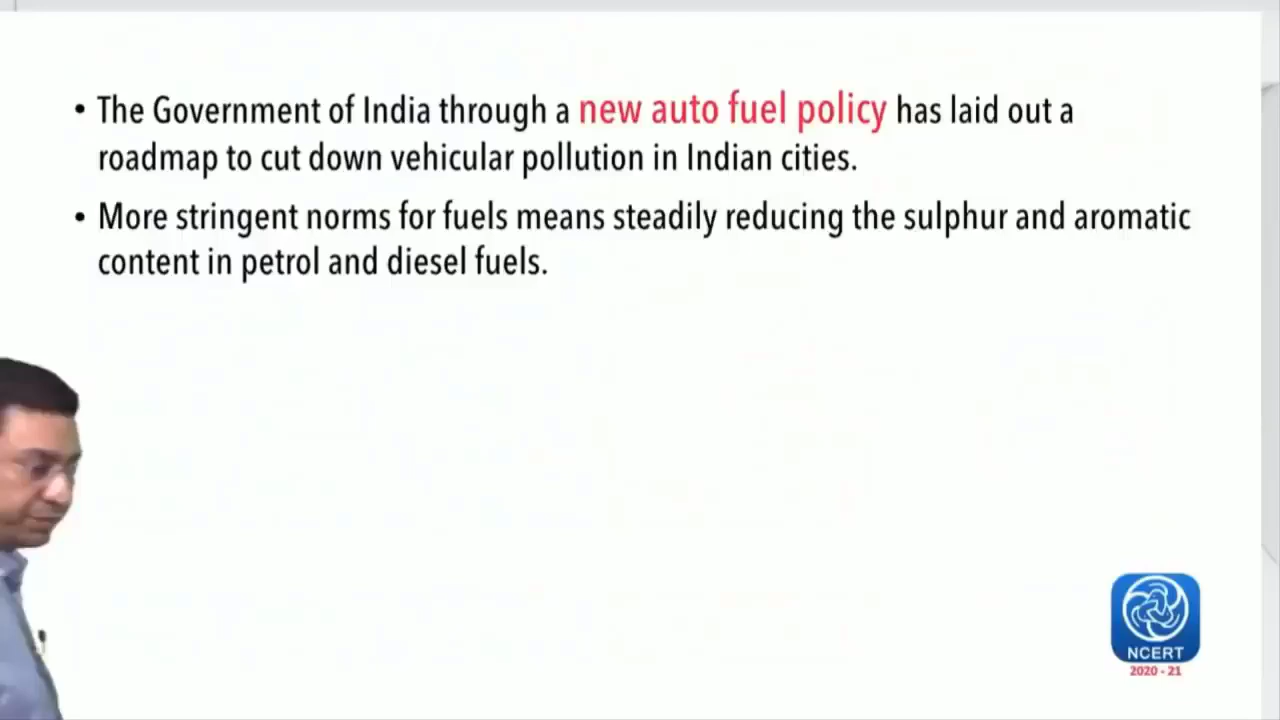 • The Government of India through a new auto fuel policy has laid out a
roadmap to cut down vehicular pollution in Indian cities.
• More stringent norms for fuels means steadily reducing the sulphur and aromatic
content in petrol and diesel fuels.
NCERT
2020 - 21